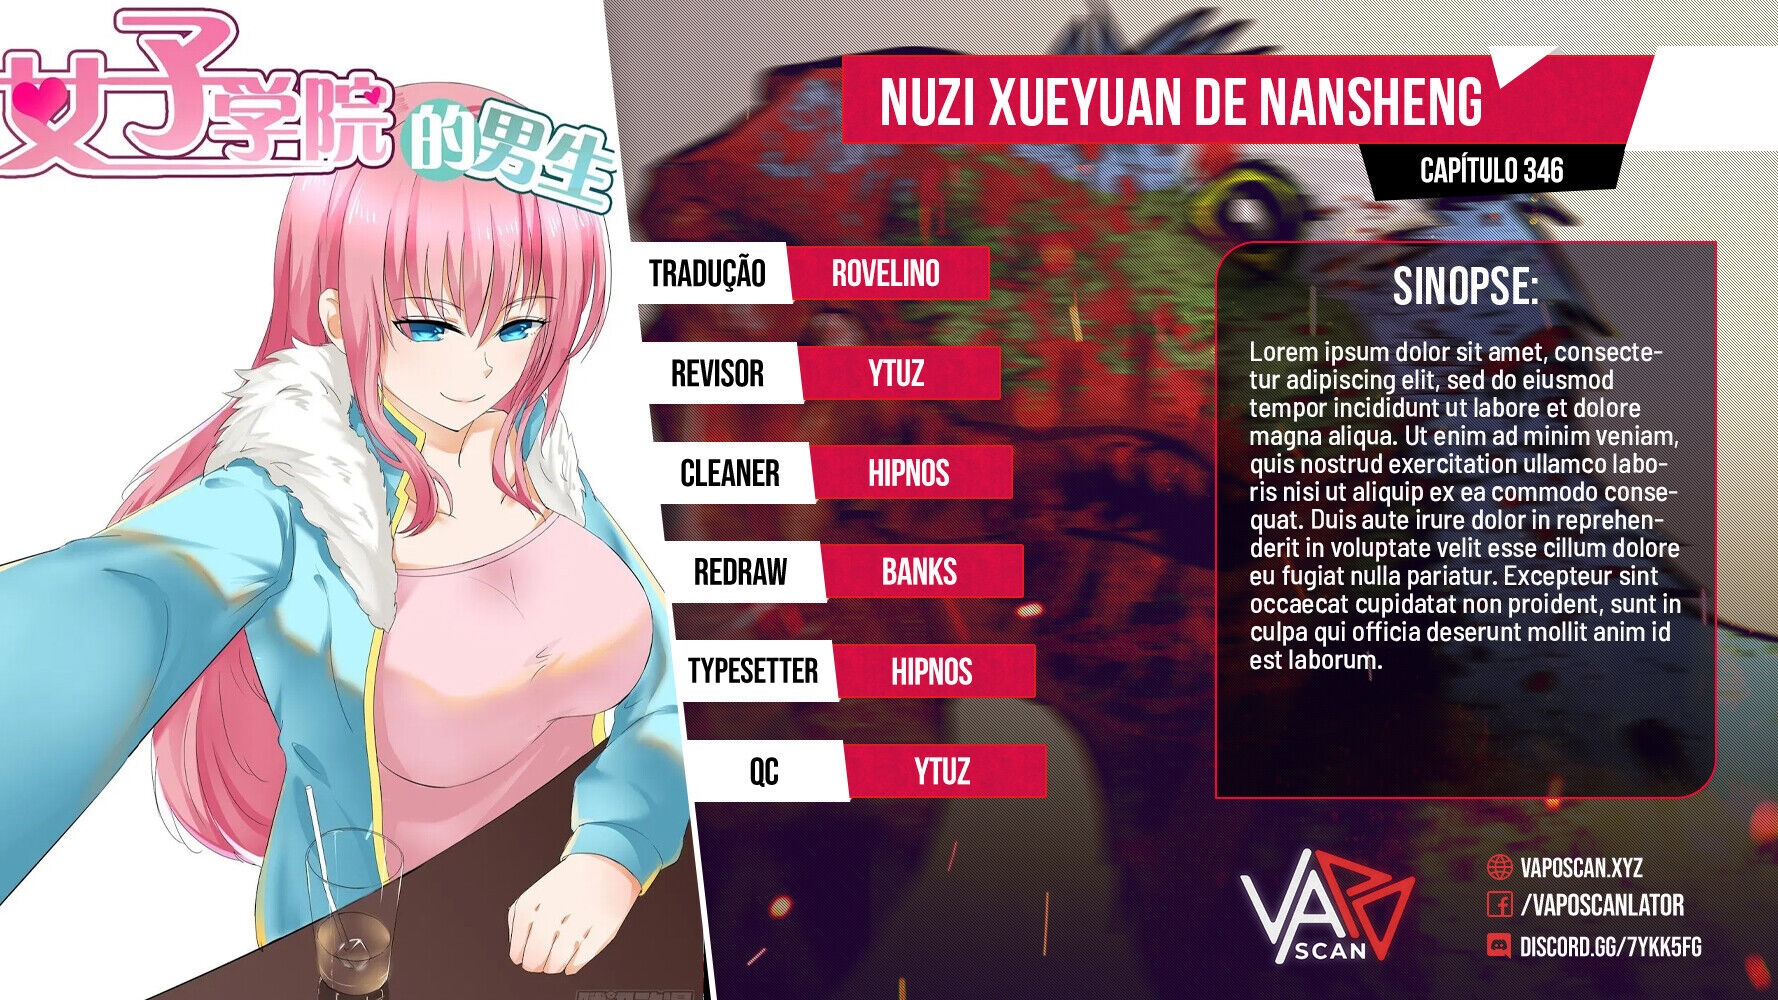 女子学院的男生
NUZI XUEYUAN DE NANSHENG
CAPÍTULO 346
TRADUÇÃO ROVELINO
REVISOR YTUZ
CLEANER HIPNOS
REDRAW BANKS
TYPESETTER HIPNOS
QC YTUZ
SINOPSE:
Lorem ipsum dolor sit amet, consecte-
tur adipiscing elit, sed do eiusmod
tempor incididunt ut labore et dolore
magna aliqua. Ut enim ad minim veniam,
quis nostrud exercitation ullamco labo-
ris nisi ut aliquip ex ea commodo conse-
quat. Duis aute irure dolor in reprehen-
derit in voluptate velit esse cillum dolore
eu fugiat nulla pariatur. Excepteur sint
occaecat cupidatat non proident, sunt in
culpa qui officia deserunt mollit anim id
est laborum.
VAPO
SCAN
VAPOSCAN.XYZ
/VAPOSCANLATOR
DISCORD.GG/7YKK5FG